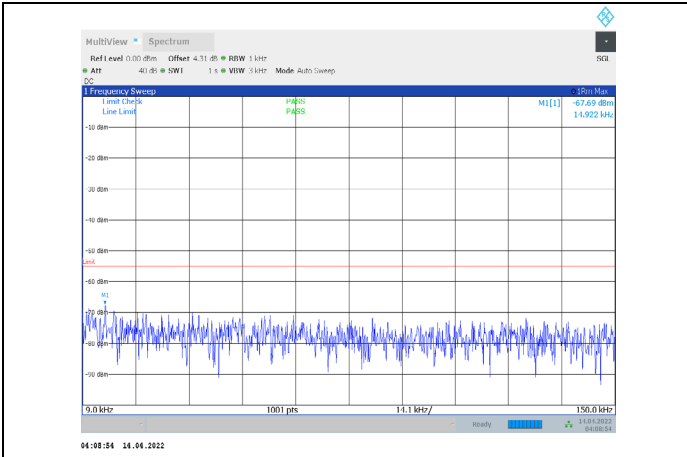 MultiView Spectrum
Ref Level 0.00 dBm Offset 4.31 dB RBW 1 kHz SGL
Att 40 dB SWT 1 s VBW 3 kHz Mode Auto Sweep
DC
1 Frequency Sweep 1Rm Max
Limit Check PASS M1[1] -67.69 dBm
Line Limit PASS 14.922 kHz
-10 dBm
-20 dBm
-30 dBm
-40 dBm
-50 dBm
Limit
-60 dBm
M1
-70 dBm
-80 dBm
-90 dBm
9.0 kHz 1001 pts 14.1 kHz/ 150.0 kHz
Ready 14.04.2022
04:08:54
04:08:54 14.04.2022